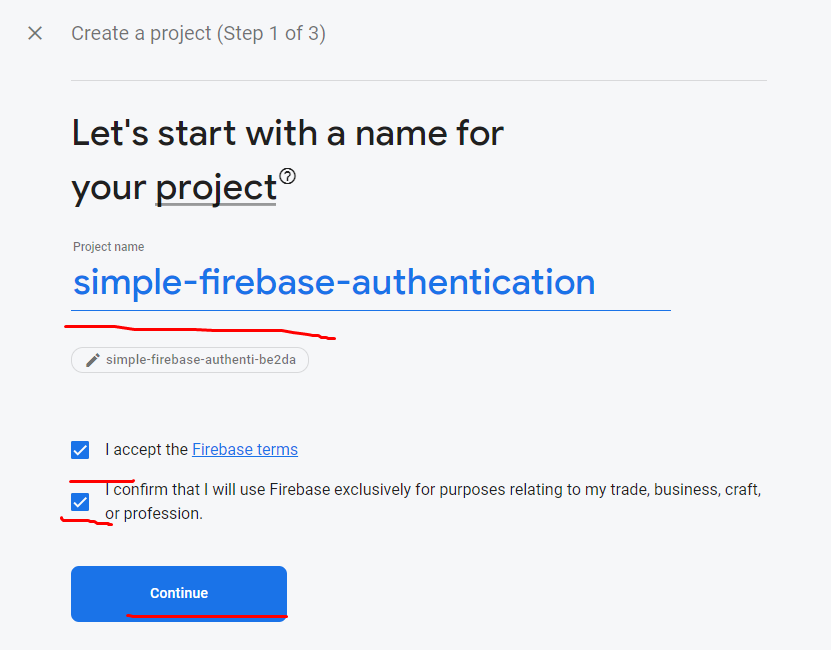 Create a project (Step 1 of 3)
Let's start with a name for
your project
Project name
simple-firebase-authentication
simple-firebase-authenti-be2da
I accept the Firebase terms
I confirm that I will use Firebase exclusively for purposes relating to my trade, business, craft,
or profession.
Continue